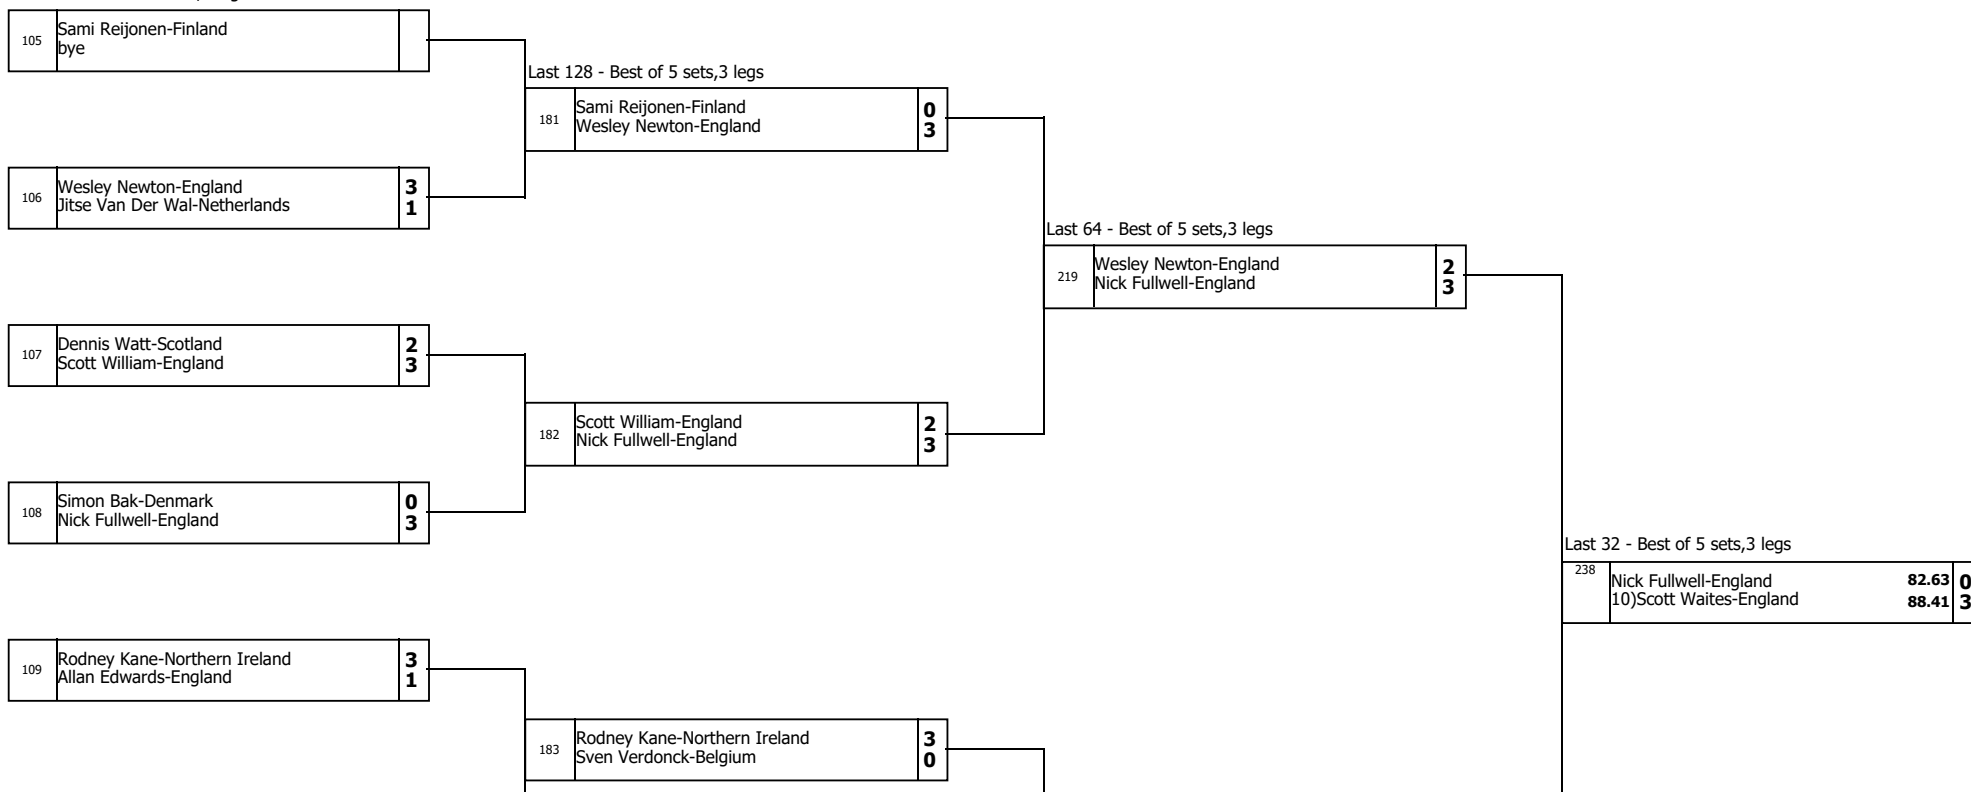 105
Sami Reijonen-Finland
bye
Last 128 - Best of 5 sets,3 legs
181
Sami Reijonen-Finland 0
Wesley Newton-England 3
106
Wesley Newton-England 3
Jitse Van Der Wal-Netherlands 1
Last 64 - Best of 5 sets,3 legs
219
Wesley Newton-England 2
Nick Fullwell-England 3
107
Dennis Watt-Scotland 2
Scott William-England 3
182
Scott William-England 2
Nick Fullwell-England 3
108
Simon Bak-Denmark 0
Nick Fullwell-England 3
Last 32 - Best of 5 sets,3 legs
238
Nick Fullwell-England 82.63 0
10)Scott Waites-England 88.41 3
109
Rodney Kane-Northern Ireland 3
Allan Edwards-England 1
183
Rodney Kane-Northern Ireland 3
Sven Verdonck-Belgium 0